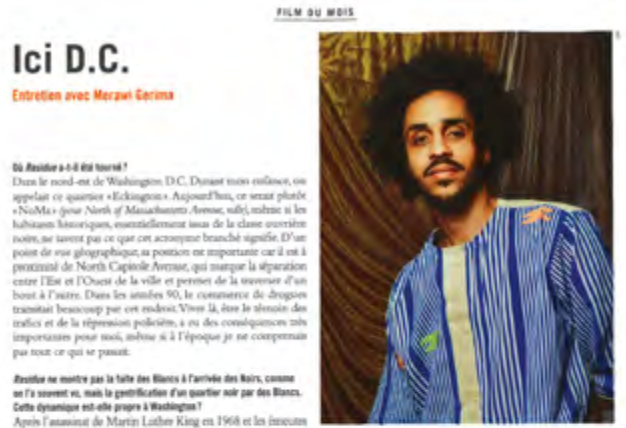 FILM DU MOIS
Ici D.C.
Entretien avec Merawi Gerima
Où Residue a-t-il été tourné ?
Dans le nord-est de Washington D.C. Durant mon enfance, on
appelait ce quartier «Eckington». Aujourd'hui, ce serait plutôt
«NoMa» (pour North of Massachusetts Avenue, ndlr), même si les
habitants historiques, essentiellement issus de la classe ouvrière
noire, ne savent pas ce que cet acronyme branché signifie. D'un
point de vue géographique, sa position est importante car il est à
proximité de North Capitole Avenue, qui marque la séparation
entre l'Est et l'Ouest de la ville et permet de la traverser d'un
bout à l'autre. Dans les années 90, le commerce de drogues
transitait beaucoup par cet endroit. Vivre là, être le témoin des
trafics et de la répression policière, a eu des conséquences très
importantes pour moi, même si à l'époque je ne comprenais
pas tout ce qui se passait.
Residue ne montre pas la fuite des Blancs à l'arrivée des Noirs, comme
on l'a souvent vu, mais la gentrification d'un quartier noir par des Blancs.
Cette dynamique est-elle propre à Washington ?
Après l'assassinat de Martin Luther King en 1968 et les émeutes